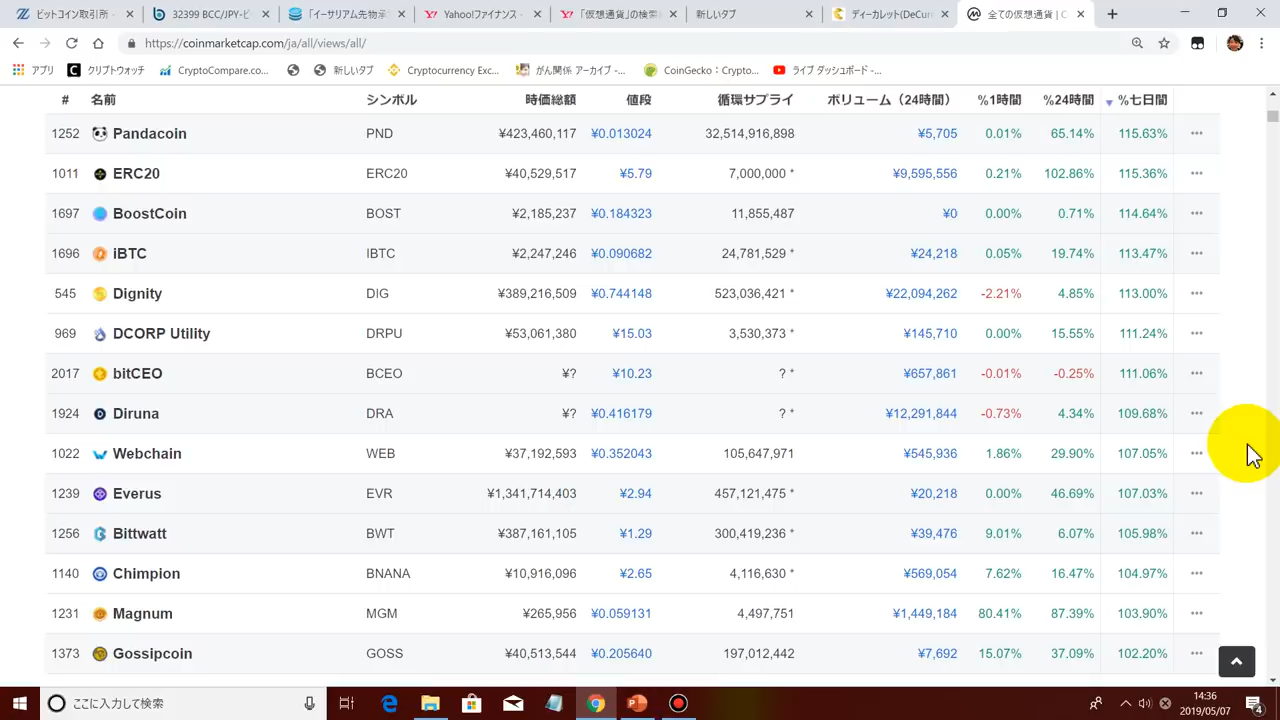 ビットコイン取引所 -
32399 BCC/JPY-ビ
「イーサリアム先物承
Yahoo!ファイナンス -
「仮想通貨」の検索
新しいタブ
ディーカレット(DeCur
全ての仮想通貨 | C
https://coinmarketcap.com/ja/all/views/all/
アプリ
クリプトウォッチ
CryptoCompare.co...
新しいタブ
Cryptocurrency Exc...
がん関係 アーカイブ -...
CoinGecko：Crypto...
ライブ ダッシュボード -...
# 名前 シンボル 時価総額 値段 循環サプライ ボリューム（24時間） %1時間 %24時間 %七日間
1252 Pandacoin PND ¥423,460,117 ¥0.013024 32,514,916,898 ¥5,705 0.01% 65.14% 115.63% •••
1011 ERC20 ERC20 ¥40,529,517 ¥5.79 7,000,000 * ¥9,595,556 0.21% 102.86% 115.36% •••
1697 BoostCoin BOST ¥2,185,237 ¥0.184323 11,855,487 ¥0 0.00% 0.71% 114.64% •••
1696 iBTC IBTC ¥2,247,246 ¥0.090682 24,781,529 * ¥24,218 0.05% 19.74% 113.47% •••
545 Dignity DIG ¥389,216,509 ¥0.744148 523,036,421 * ¥22,094,262 -2.21% 4.85% 113.00% •••
969 DCORP Utility DRPU ¥53,061,380 ¥15.03 3,530,373 * ¥145,710 0.00% 15.55% 111.24% •••
2017 bitCEO BCEO ¥? ¥10.23 ? * ¥657,861 -0.01% -0.25% 111.06% •••
1924 Diruna DRA ¥? ¥0.416179 ? * ¥12,291,844 -0.73% 4.34% 109.68% •••
1022 Webchain WEB ¥37,192,593 ¥0.352043 105,647,971 ¥545,936 1.86% 29.90% 107.05% •••
1239 Everus EVR ¥1,341,714,403 ¥2.94 457,121,475 * ¥20,218 0.00% 46.69% 107.03% •••
1256 Bittwatt BWT ¥387,161,105 ¥1.29 300,419,236 * ¥39,476 9.01% 6.07% 105.98% •••
1140 Chimpion BNANA ¥10,916,096 ¥2.65 4,116,630 * ¥569,054 7.62% 16.47% 104.97% •••
1231 Magnum MGM ¥265,956 ¥0.059131 4,497,751 ¥1,449,184 80.41% 87.39% 103.90% •••
1373 Gossipcoin GOSS ¥40,513,544 ¥0.205640 197,012,442 ¥7,692 15.07% 37.09% 102.20% •••
ここに入力して検索
14:36
2019/05/07
4